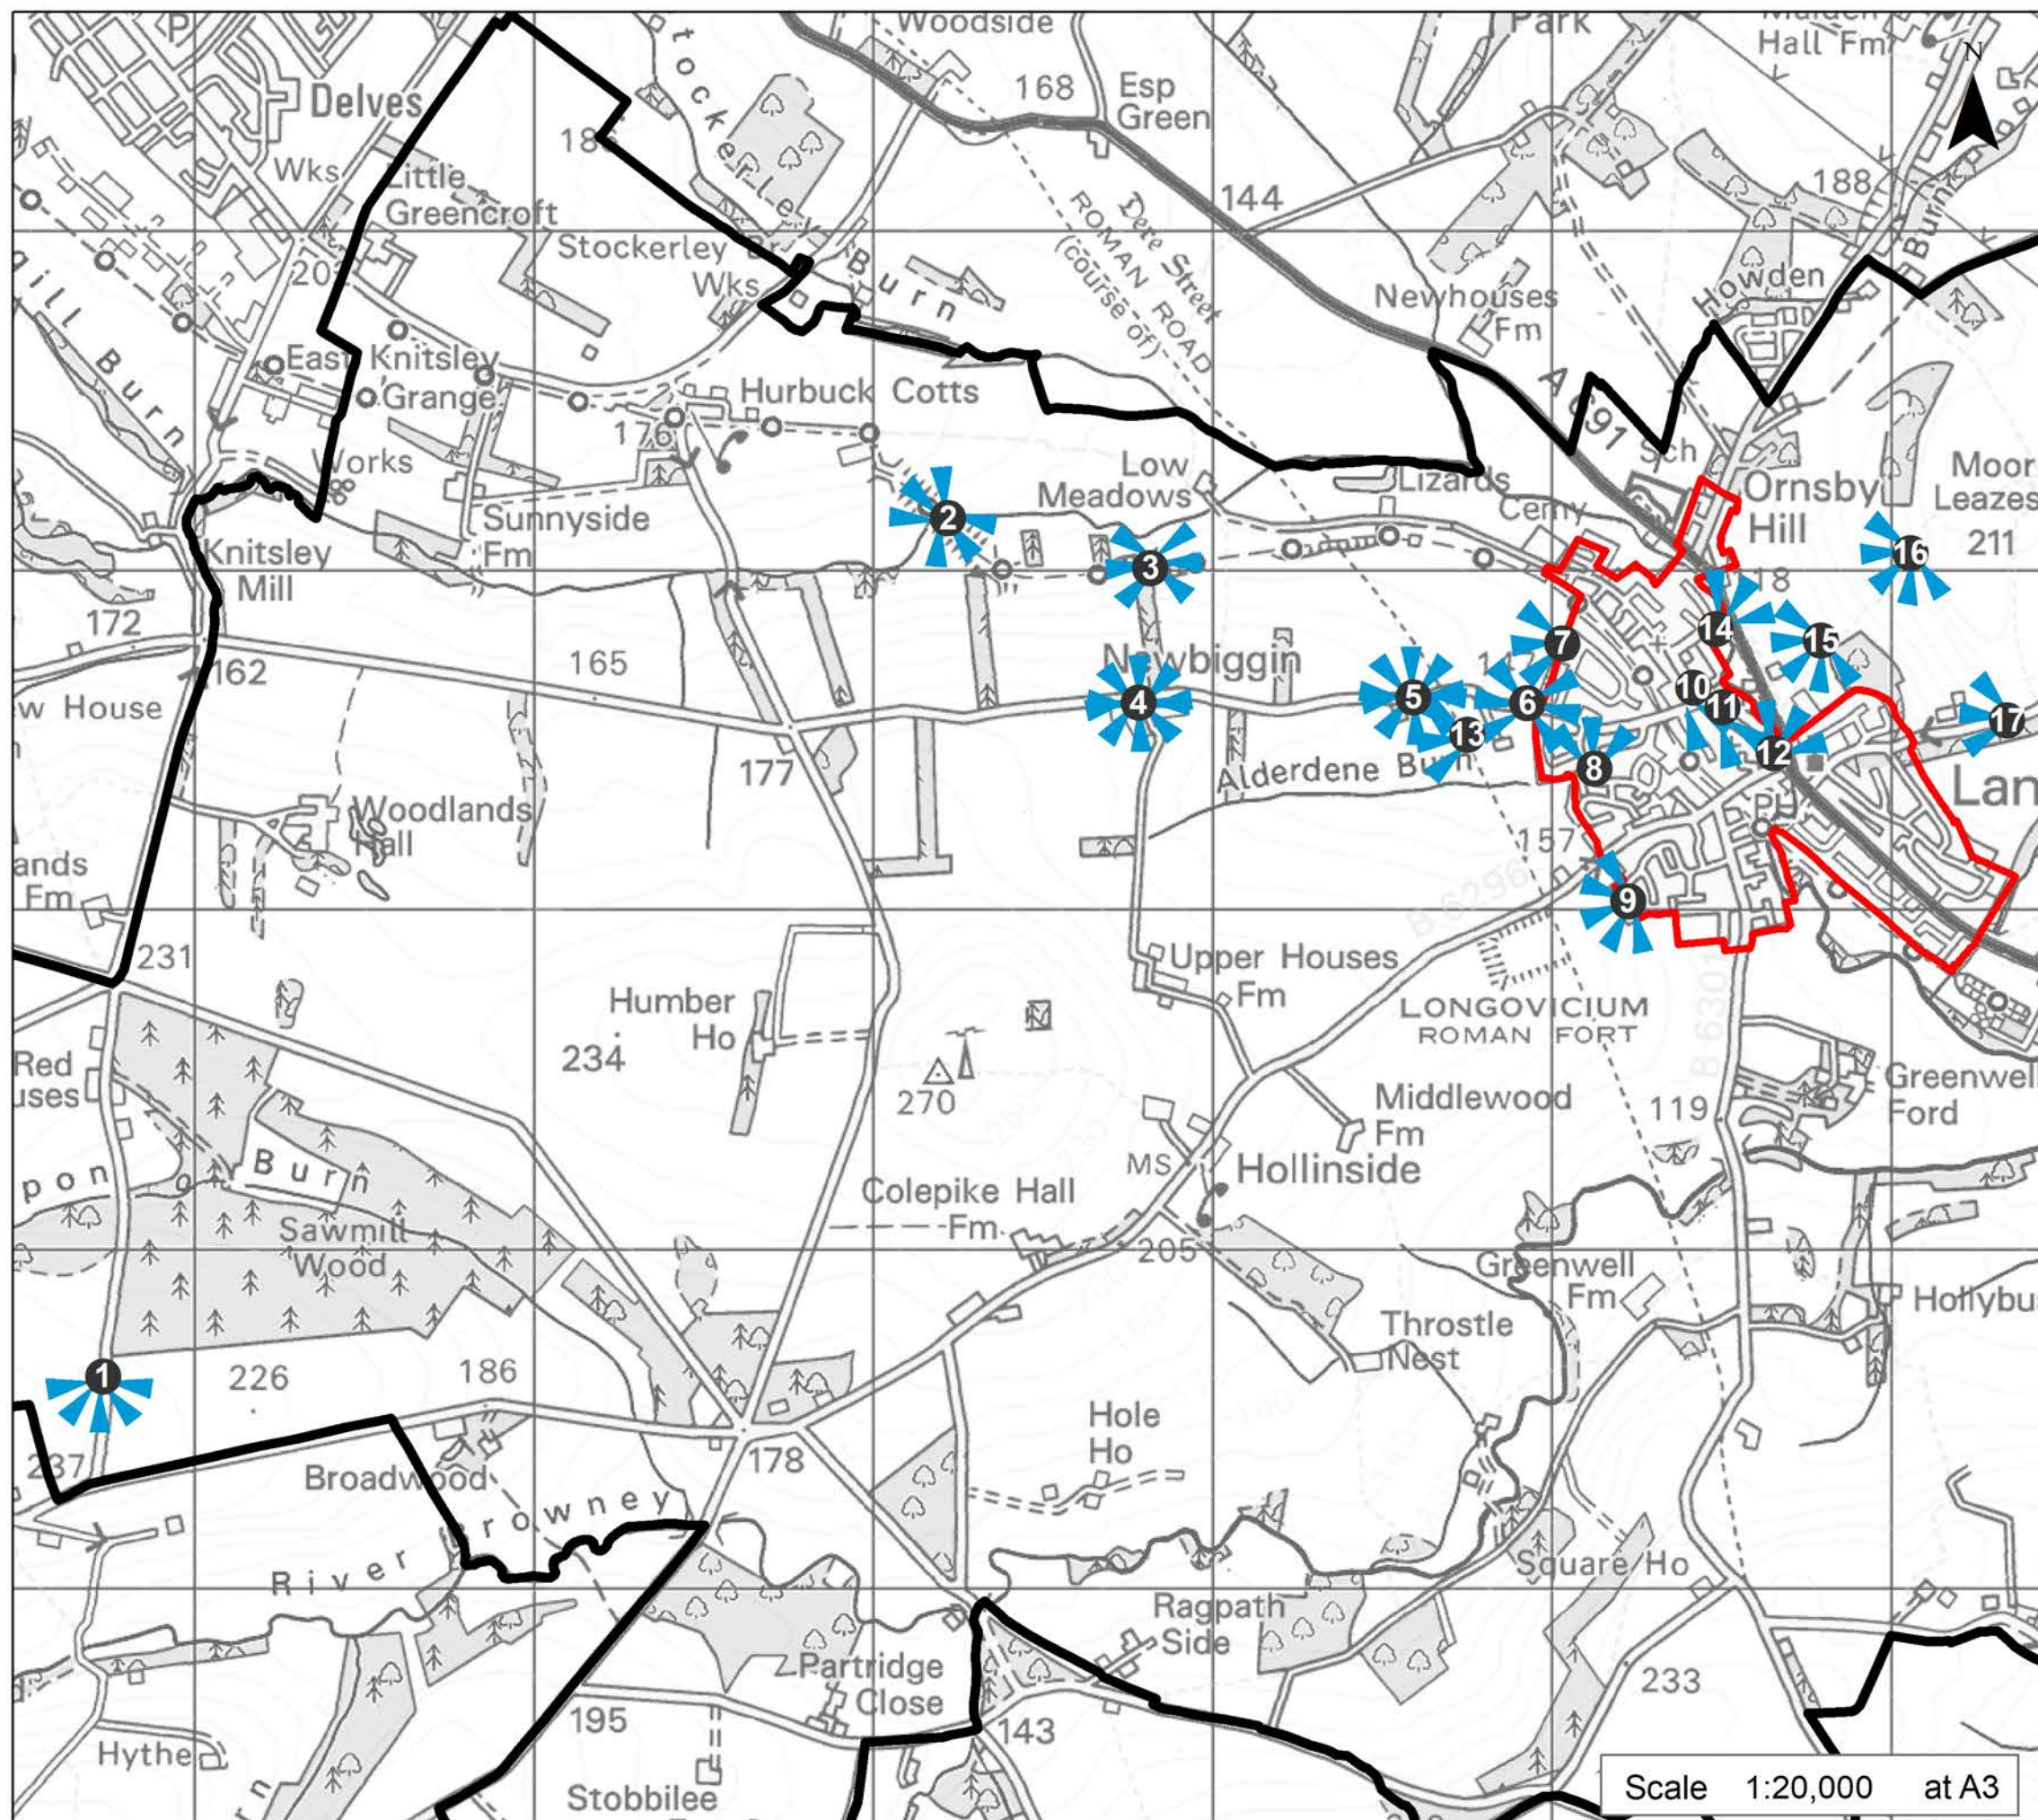 P
Woodside
Park
Hall Fm
N
Delves
168
Esp
Green
Wks
Little
Greencroft
Stockerley Burn
144
188
Dere Street
ROMAN ROAD
(course of)
Stockerley Br
Wks
Burn
Howden
Newhouses
Fm
gill Burn
East Knitsley
Grange
Hurbuck Cotts
A 691
Sch
176
Works
Low
Meadows
Lizards
Ornsby
Hill
Moor
Leazes
211
Cemy
2
16
Sunnyside
Fm
Knitsley
Mill
3
18
172
14
15
7
165
Newbiggin
162
w House
4
5
6
10
11
13
17
12
8
177
Alderdene Burn
Lan
Woodlands
Hall
PH
157
ands
Fm
B 6296
9
231
Upper Houses
Fm
Humber
Ho
LONGOVICIUM
ROMAN FORT
B 6301
234
Red
uses
270
Middlewood
Fm
119
Greenwell
Ford
pon Burn
MS
Hollinside
Colepike Hall
Fm
Sawmill
Wood
205
Greenwell
Fm
Hollybu
Throstle
Nest
1
226
186
Hole
Ho
237
178
Broadwood
River Browney
Square Ho
Ragpath
Side
Partridge
Close
233
195
143
Hythe
Stobbilee
Scale 1:20,000 at A3